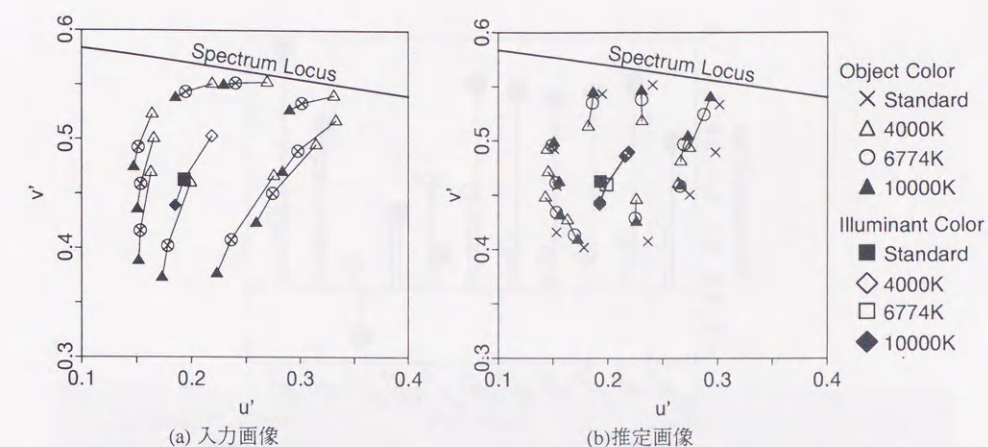 0.6
0.5
0.4
0.3
v'
Spectrum Locus
0.1
0.2
0.3
0.4
u'
(a) 入力画像
0.6
0.5
0.4
0.3
v'
Spectrum Locus
0.1
0.2
0.3
0.4
u'
(b)推定画像
Object Color
Standard
4000K
6774K
10000K
Illuminant Color
Standard
4000K
6774K
10000K